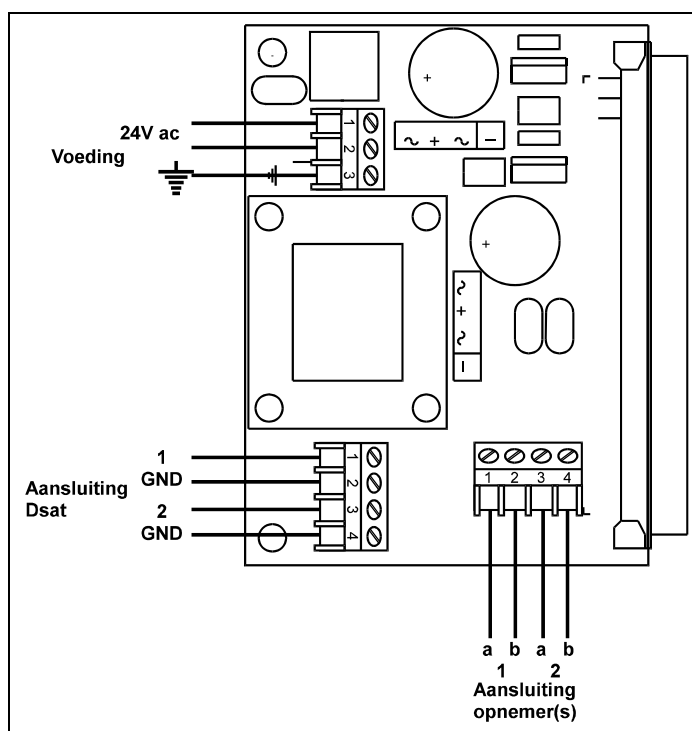 24V ac
Voeding
1
2
3
~ + ~ −
+
+
~ + ~ −
1
GND
2
GND
Aansluiting
Dsat
1
2
3
4
1 2 3 4
a b a b
1 2
Aansluiting
opnemer(s)